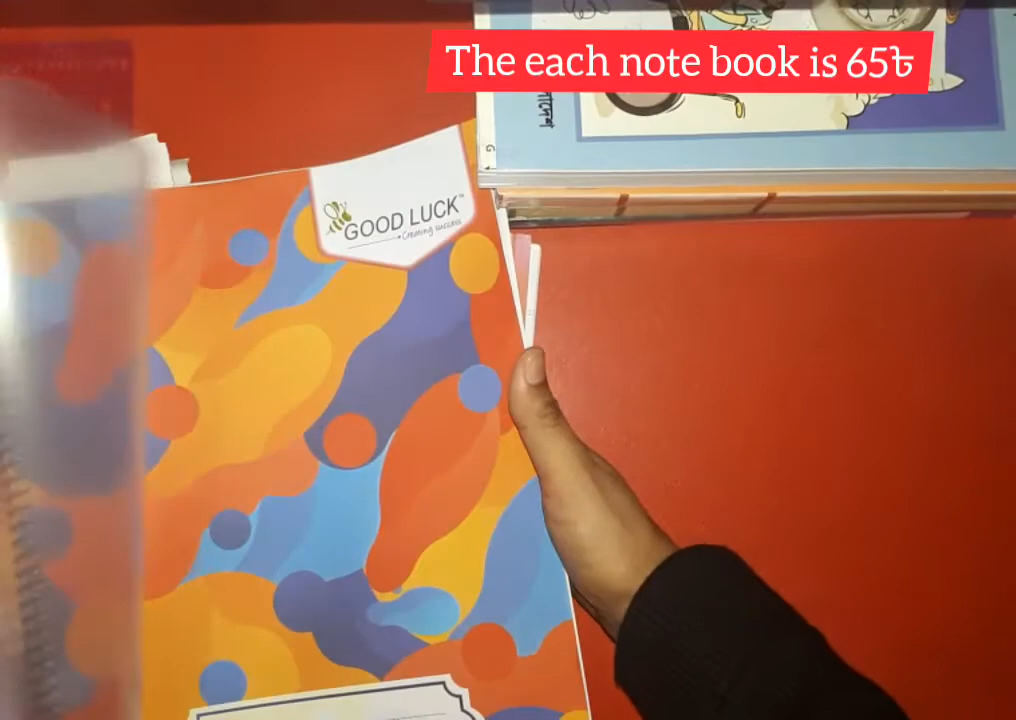 The each note book is 65৳
GOOD LUCK™
Creating success